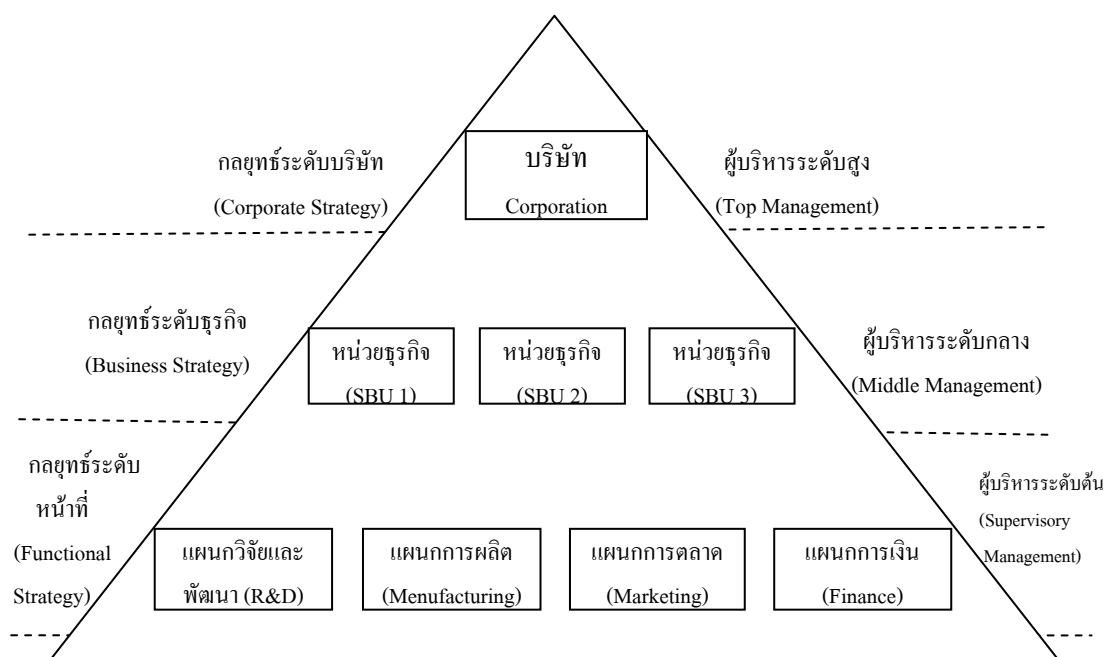 กลยุทธ์ระดับบริษัท
(Corporate Strategy)
บริษัท
Corporation
ผู้บริหารระดับสูง
(Top Management)
กลยุทธ์ระดับธุรกิจ
(Business Strategy)
หน่วยธุรกิจ
(SBU 1)
หน่วยธุรกิจ
(SBU 2)
หน่วยธุรกิจ
(SBU 3)
ผู้บริหารระดับกลาง
(Middle Management)
กลยุทธ์ระดับ
หน้าที่
(Functional
Strategy)
แผนกวิจัยและ
พัฒนา (R&D)
แผนกการผลิต
(Menufacturing)
แผนกการตลาด
(Marketing)
แผนกการเงิน
(Finance)
ผู้บริหารระดับต้น
(Supervisory
Management)